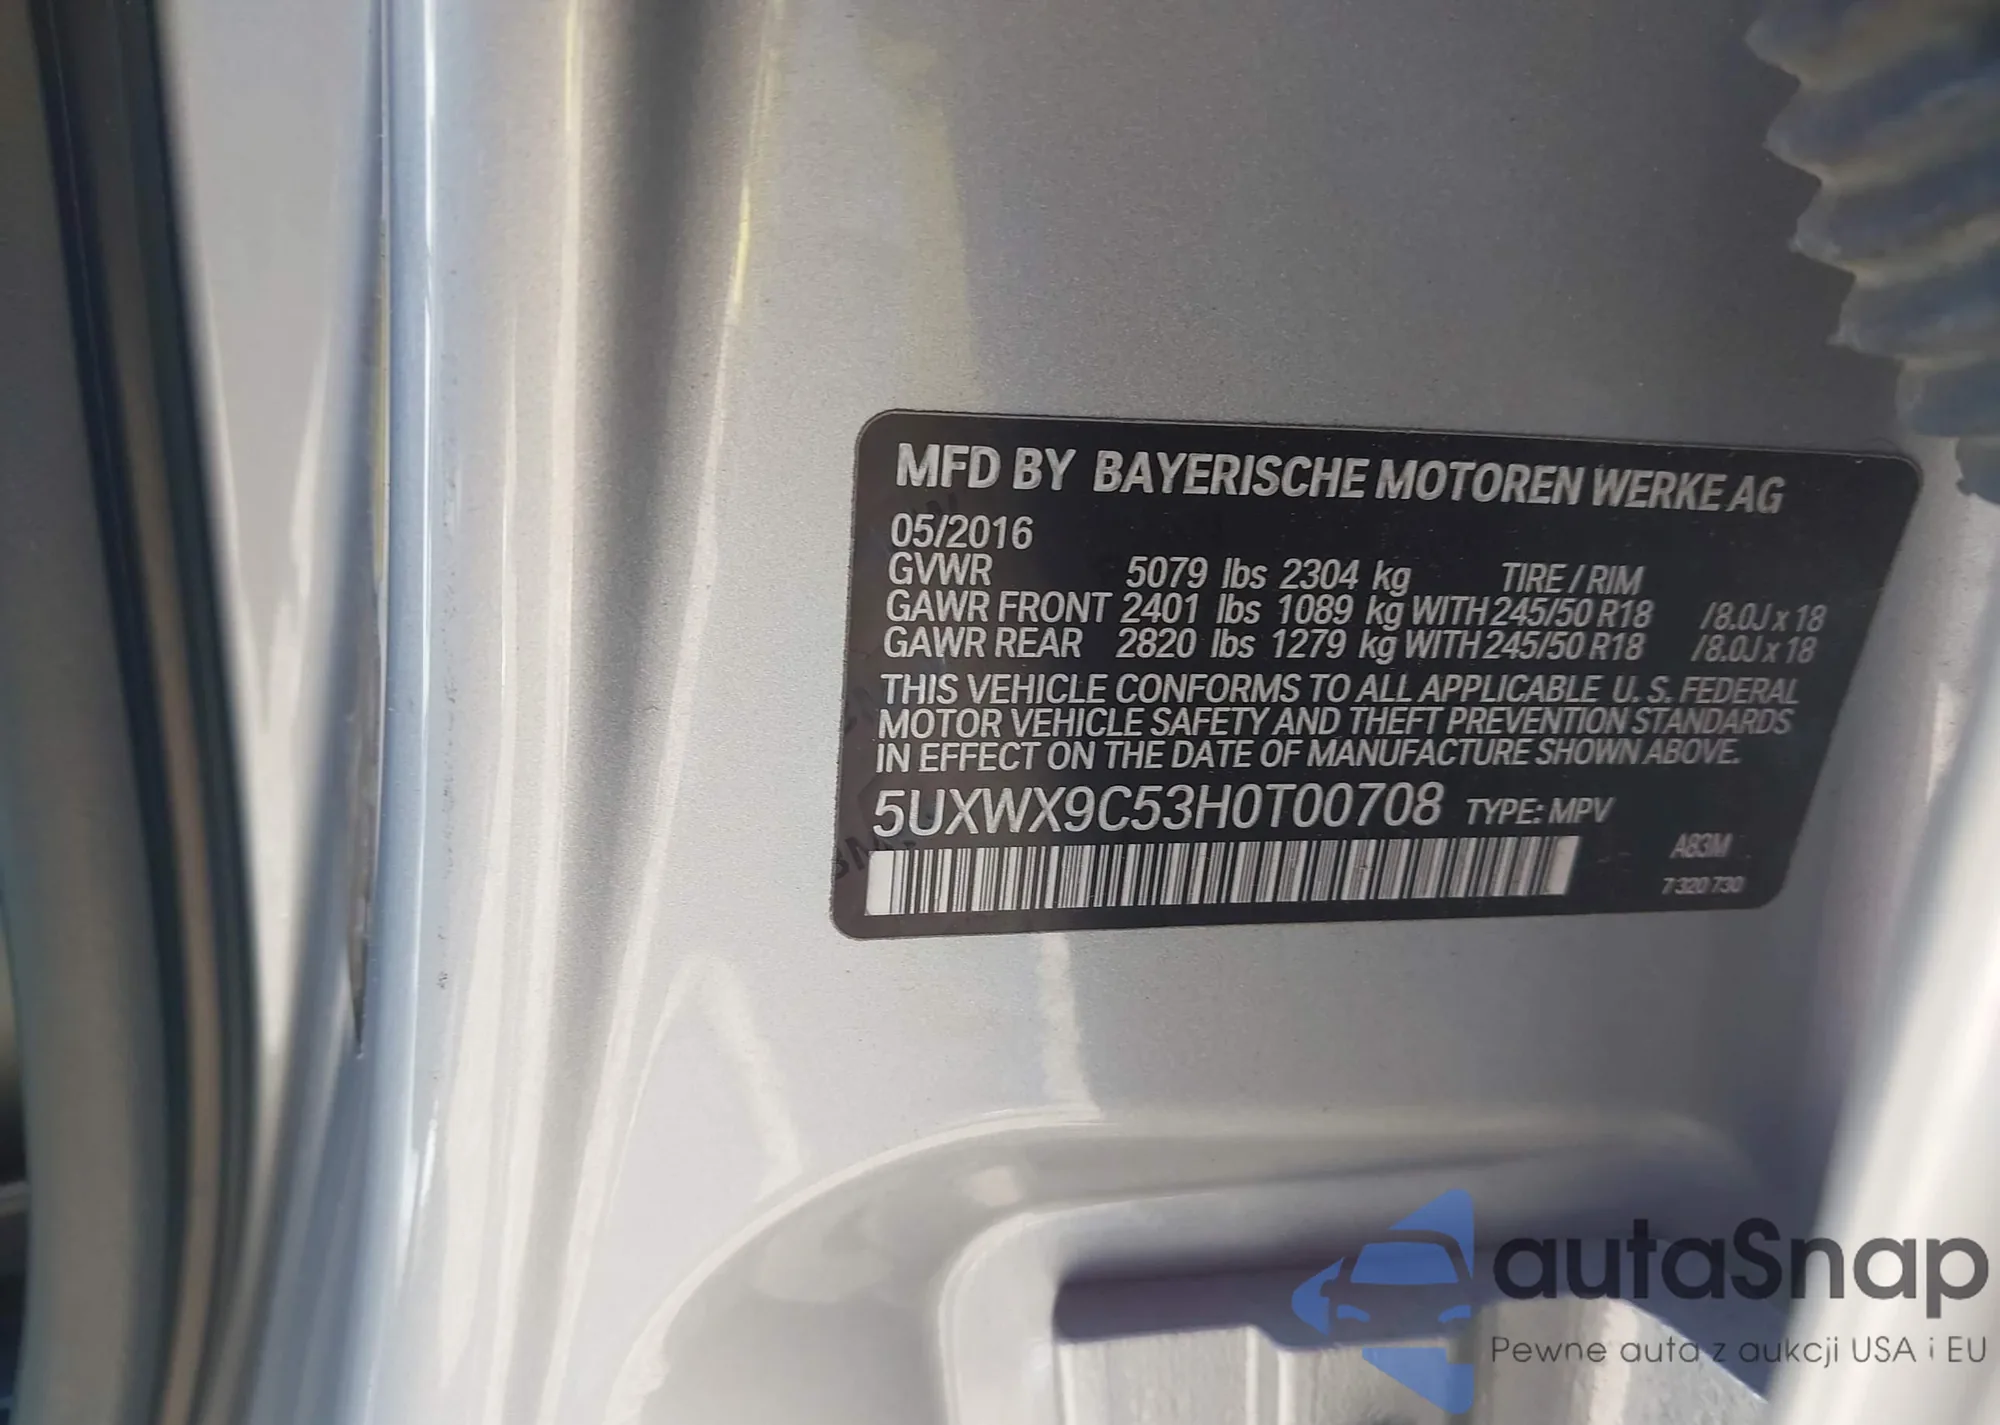 MFD BY BAYERISCHE MOTOREN WERKE AG
05/2016
GVWR 5079 lbs 2304 kg TIRE / RIM
GAWR FRONT 2401 lbs 1089 kg WITH 245/50 R18 /8.0J x 18
GAWR REAR 2820 lbs 1279 kg WITH 245/50 R18 /8.0J x 18
THIS VEHICLE CONFORMS TO ALL APPLICABLE U. S. FEDERAL
MOTOR VEHICLE SAFETY AND THEFT PREVENTION STANDARDS
IN EFFECT ON THE DATE OF MANUFACTURE SHOWN ABOVE.
5UXWX9C53H0T00708 TYPE: MPV
A83M
7 320 730
autaSnap
Pewne auta z aukcji USA i EU